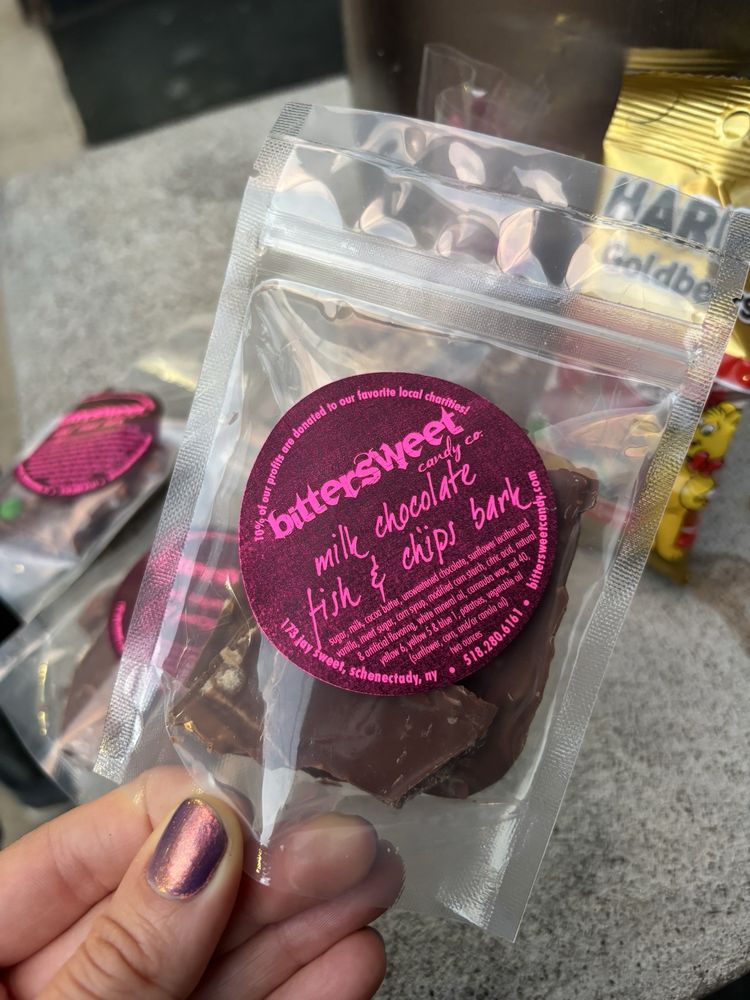 10% of our profits are donated to our favorite local charities!
bittersweet
candy co.
milk chocolate
fish & chips bark
sugar, milk, cocoa butter, unsweetened chocolate, sunflower lecithin and
vanilla, invert sugar, corn syrup, modified corn starch, citric acid, natural
& artificial flavoring, white mineral oil, carnauba wax, red 40,
yellow 6, yellow 5 & blue 1, potatoes, vegetable oil
(sunflower, corn, and/or canola oil)
two ounces
175 jay street, schenectady, ny • 518.280.6161 • bittersweetcandy.com
HARI
Goldbe